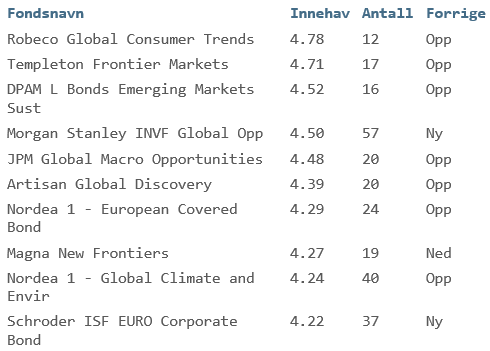 Fondsnavn Innehav Antall Forrige
Robeco Global Consumer Trends 4.78 12 Opp
Templeton Frontier Markets 4.71 17 Opp
DPAM L Bonds Emerging Markets 4.52 16 Opp
Sust
Morgan Stanley INVF Global Opp 4.50 57 Ny
JPM Global Macro Opportunities 4.48 20 Opp
Artisan Global Discovery 4.39 20 Opp
Nordea 1 - European Covered 4.29 24 Opp
Bond
Magna New Frontiers 4.27 19 Ned
Nordea 1 - Global Climate and 4.24 40 Opp
Envir
Schroder ISF EURO Corporate 4.22 37 Ny
Bond